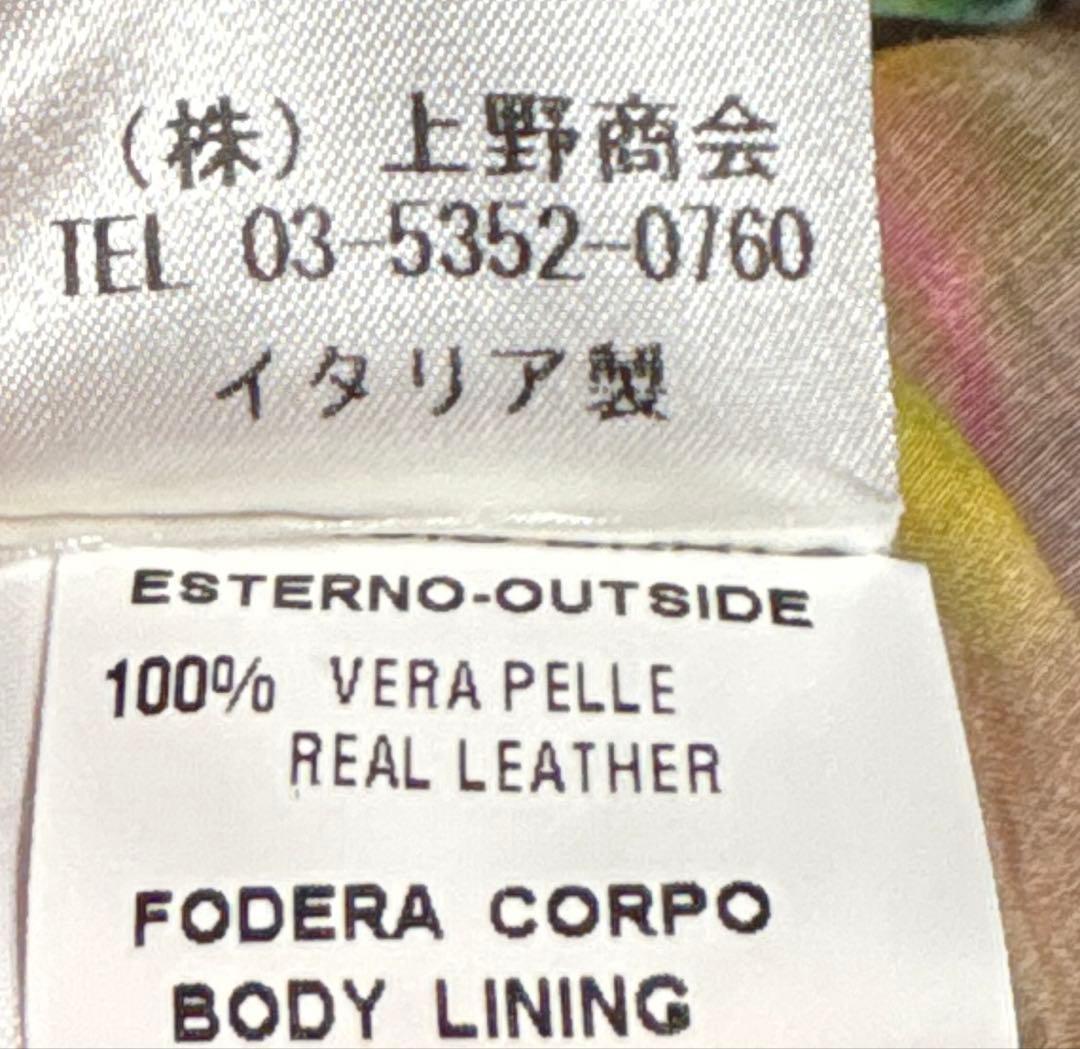 （株） 上野商会
TEL 03-5352-0760
イタリア製
ESTERNO-OUTSIDE
100% VERA PELLE
REAL LEATHER
FODERA CORPO
BODY LINING